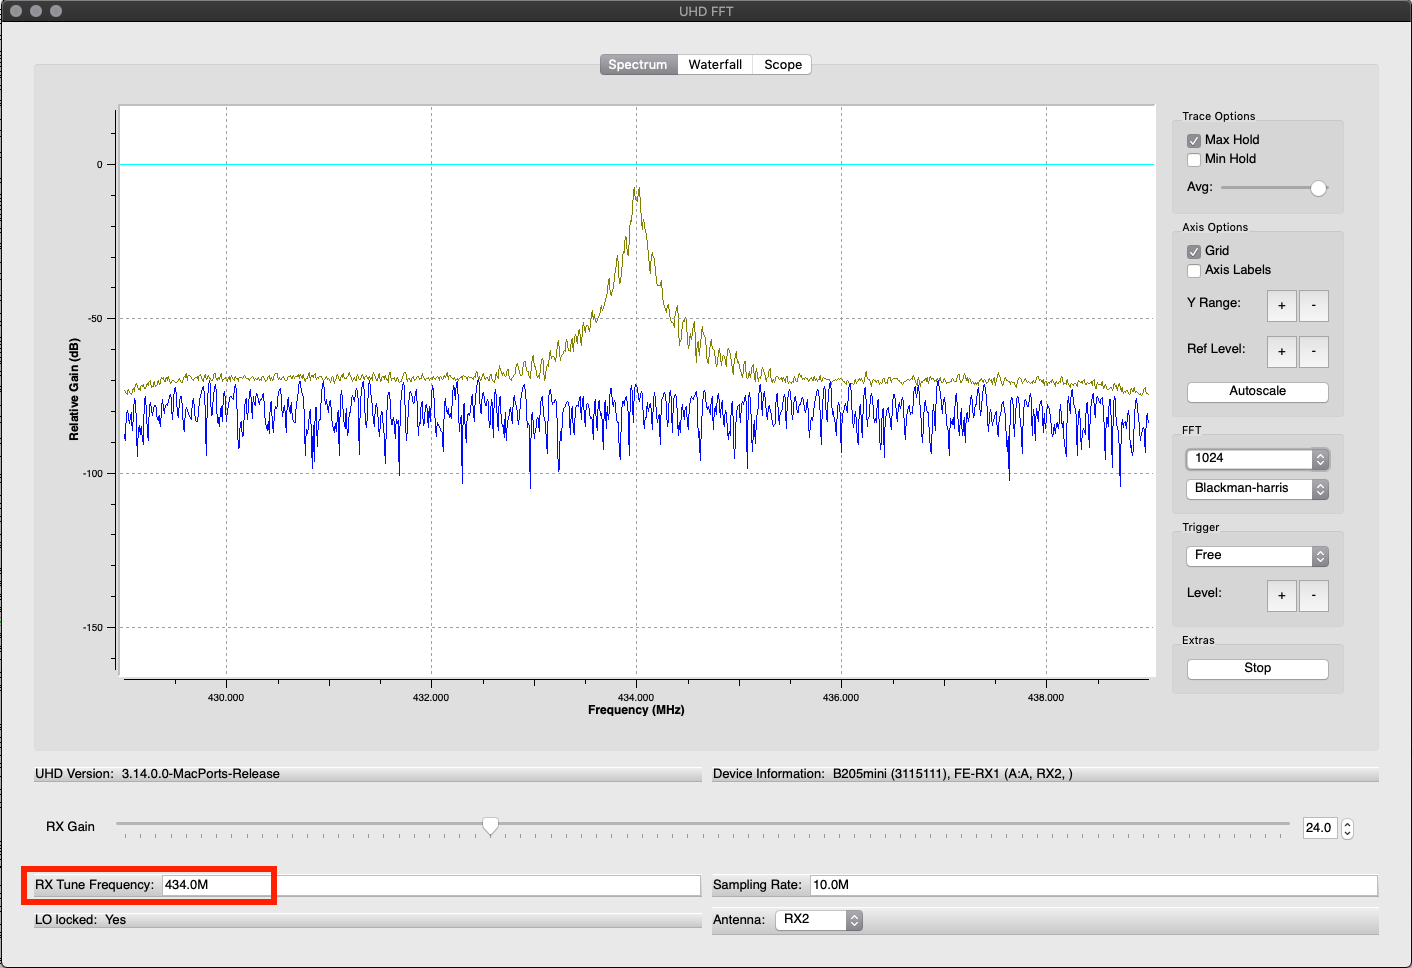 UHD FFT
Spectrum Waterfall Scope
Trace Options
Max Hold
Min Hold
Avg:
Axis Options
Grid
Axis Labels
Y Range: + -
Ref Level: + -
Autoscale
FFT
1024
Blackman-harris
Trigger
Free
Level: + -
Extras
Stop
Relative Gain (dB)
0
-50
-100
-150
430.000 432.000 434.000 436.000 438.000
Frequency (MHz)
UHD Version: 3.14.0.0-MacPorts-Release
Device Information: B205mini (3115111), FE-RX1 (A:A, RX2, )
RX Gain 24.0
RX Tune Frequency: 434.0M
Sampling Rate: 10.0M
LO locked: Yes
Antenna: RX2